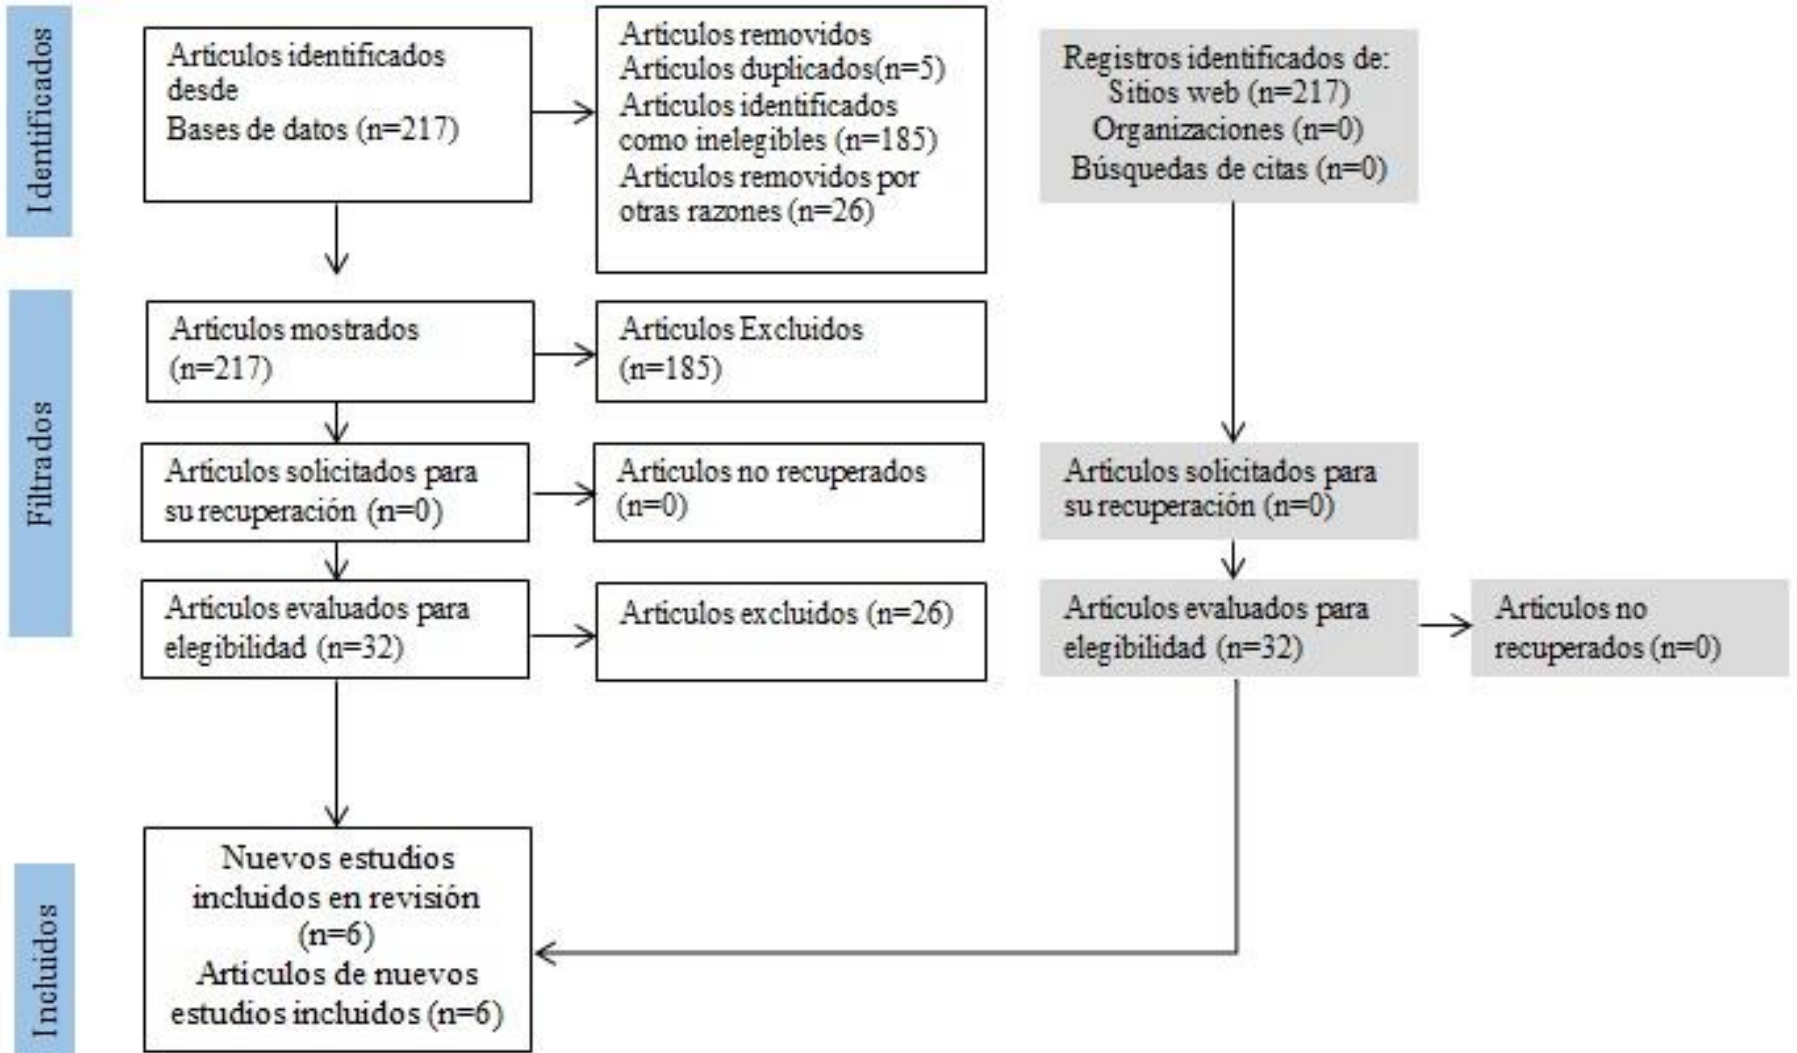 Identificados
Articulos identificados
desde
Bases de datos (n=217)
Articulos removidos
Articulos duplicados(n=5)
Articulos identificados
como inelegibles (n=185)
Articulos removidos por
otras razones (n=26)
Registros identificados de:
Sitios web (n=217)
Organizaciones (n=0)
Búsquedas de citas (n=0)
Filtrados
Articulos mostrados
(n=217)
Articulos Excluidos
(n=185)
Articulos solicitados para
su recuperación (n=0)
Articulos no recuperados
(n=0)
Articulos solicitados para
su recuperación (n=0)
Articulos evaluados para
elegibilidad (n=32)
Articulos excluidos (n=26)
Articulos evaluados para
elegibilidad (n=32)
Articulos no
recuperados (n=0)
Incluidos
Nuevos estudios
incluidos en revisión
(n=6)
Articulos de nuevos
estudios incluidos (n=6)